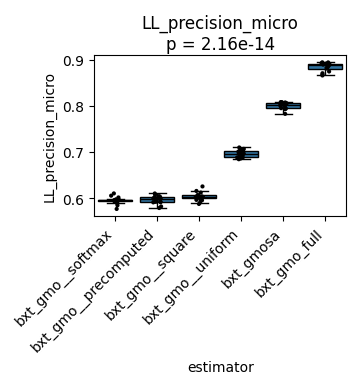 LL_precision_micro
p = 2.16e-14
LL_precision_micro
0.9
0.8
0.7
0.6
bxt_gmo__softmax
bxt_gmo__precomputed
bxt_gmo__square
bxt_gmo__uniform
bxt_gmosa
bxt_gmo_full
estimator